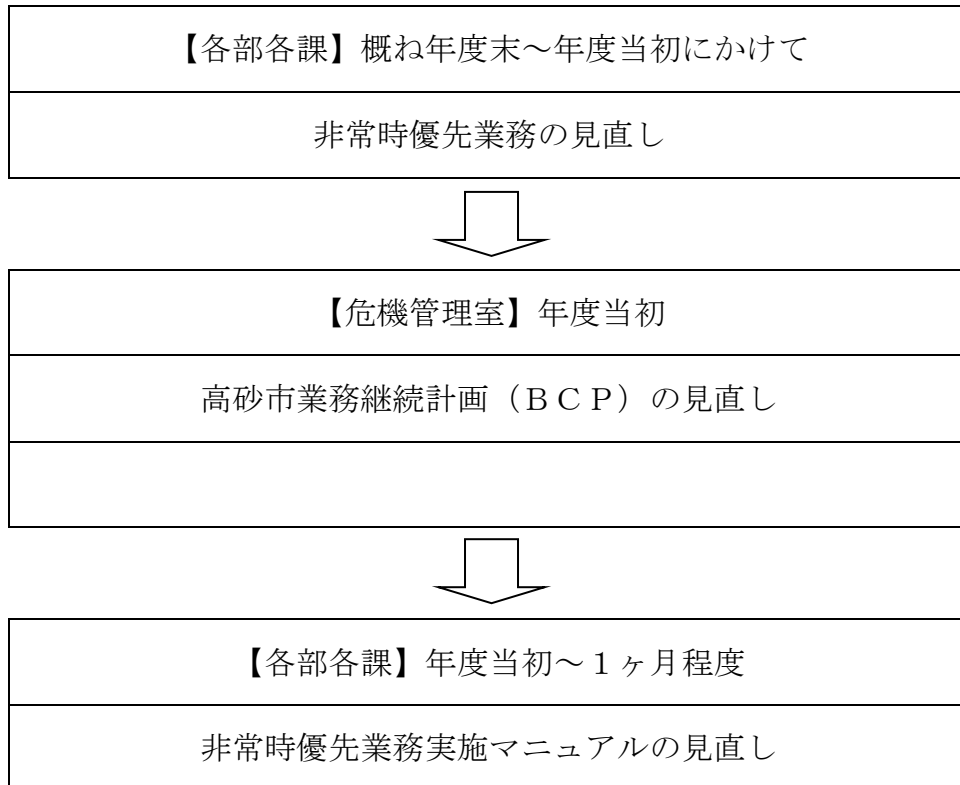 【各部各課】概ね年度末～年度当初にかけて
非常時優先業務の見直し
【危機管理室】年度当初
高砂市業務継続計画（ＢＣＰ）の見直し
【各部各課】年度当初～１ヶ月程度
非常時優先業務実施マニュアルの見直し